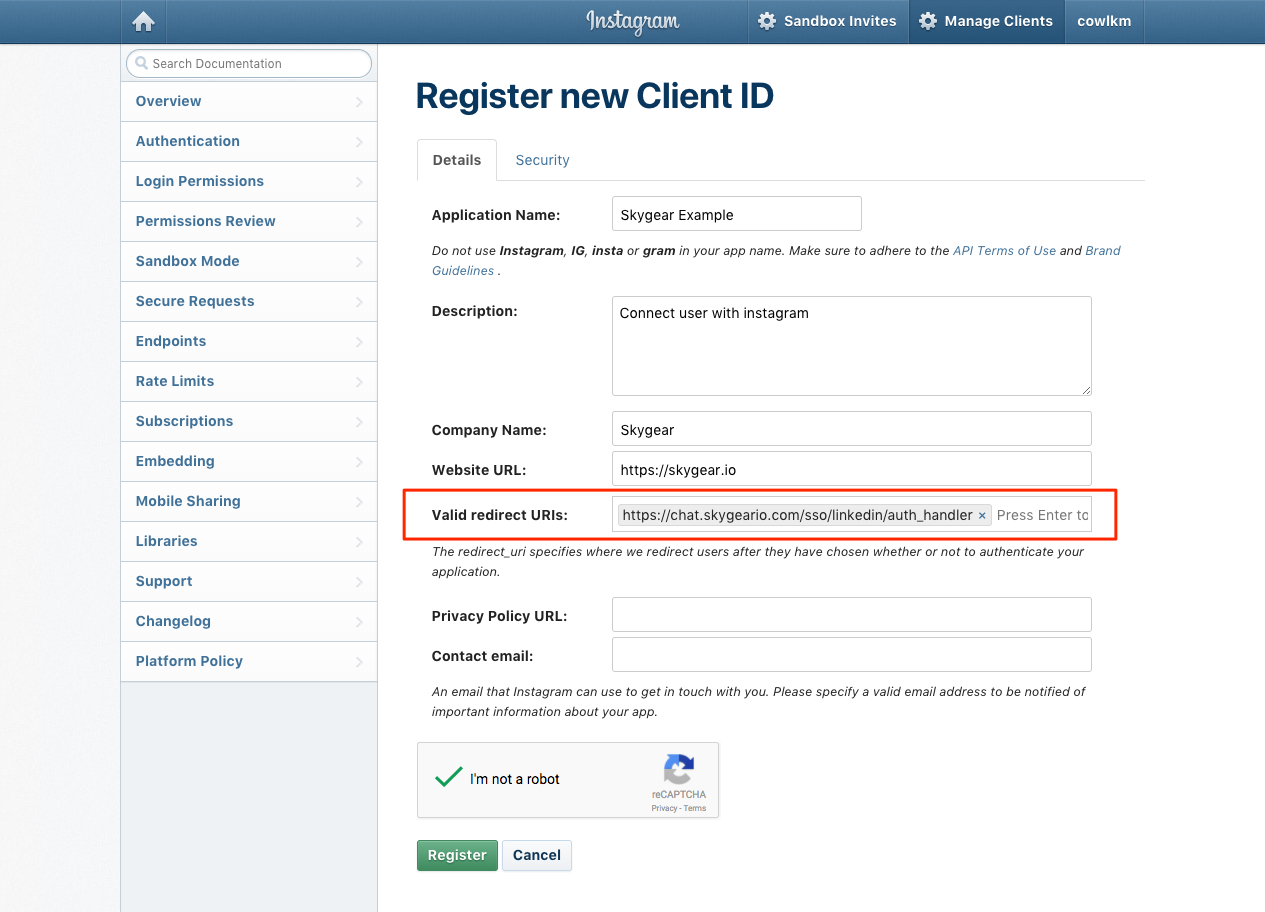 Instagram
Sandbox Invites
Manage Clients
cowlkm
Search Documentation
Overview
Authentication
Login Permissions
Permissions Review
Sandbox Mode
Secure Requests
Endpoints
Rate Limits
Subscriptions
Embedding
Mobile Sharing
Libraries
Support
Changelog
Platform Policy
Register new Client ID
Details
Security
Application Name:
Skygear Example
Do not use Instagram, IG, insta or gram in your app name. Make sure to adhere to the API Terms of Use and Brand
Guidelines .
Description:
Connect user with instagram
Company Name:
Skygear
Website URL:
https://skygear.io
Valid redirect URIs:
https://chat.skygeario.com/sso/linkedin/auth_handler × Press Enter to
The redirect_uri specifies where we redirect users after they have chosen whether or not to authenticate your
application.
Privacy Policy URL:
Contact email:
An email that Instagram can use to get in touch with you. Please specify a valid email address to be notified of
important information about your app.
I'm not a robot
reCAPTCHA
Privacy - Terms
Register
Cancel